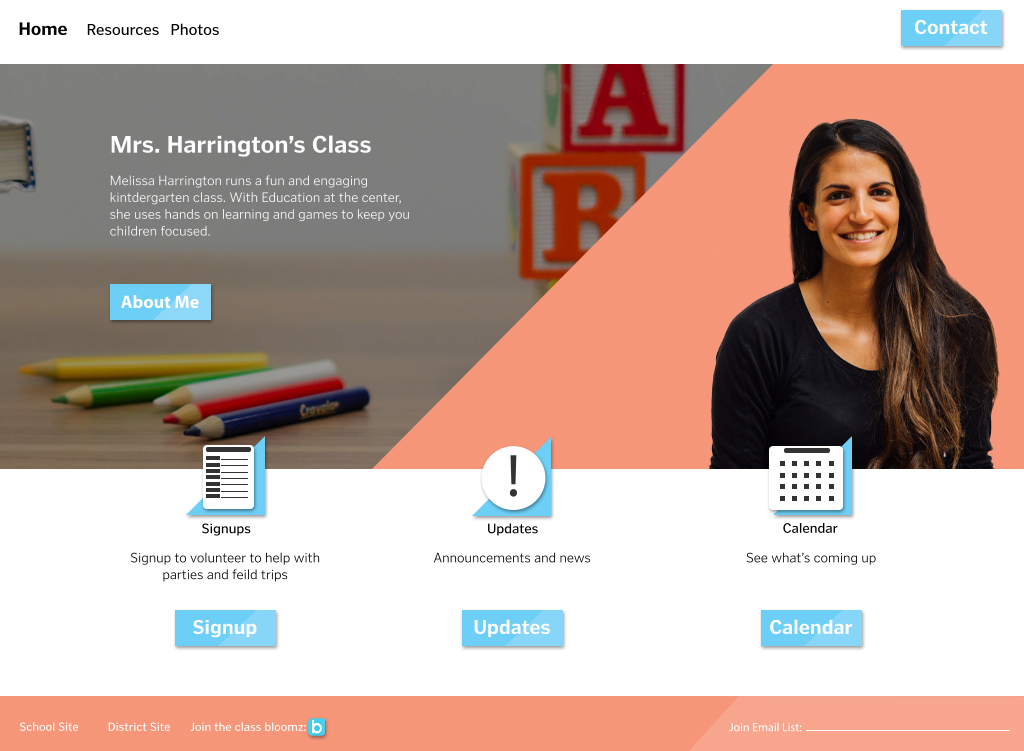 Home Resources Photos Contact
A
B
Mrs. Harrington's Class
Melissa Harrington runs a fun and engaging
kintdergarten class. With Education at the center,
she uses hands on learning and games to keep you
children focused.
About Me
Crayola
!
Signups
Signup to volunteer to help with
parties and feild trips
Signup
Updates
Announcements and news
Updates
Calendar
See what's coming up
Calendar
School Site District Site Join the class bloomz: b Join Email List: